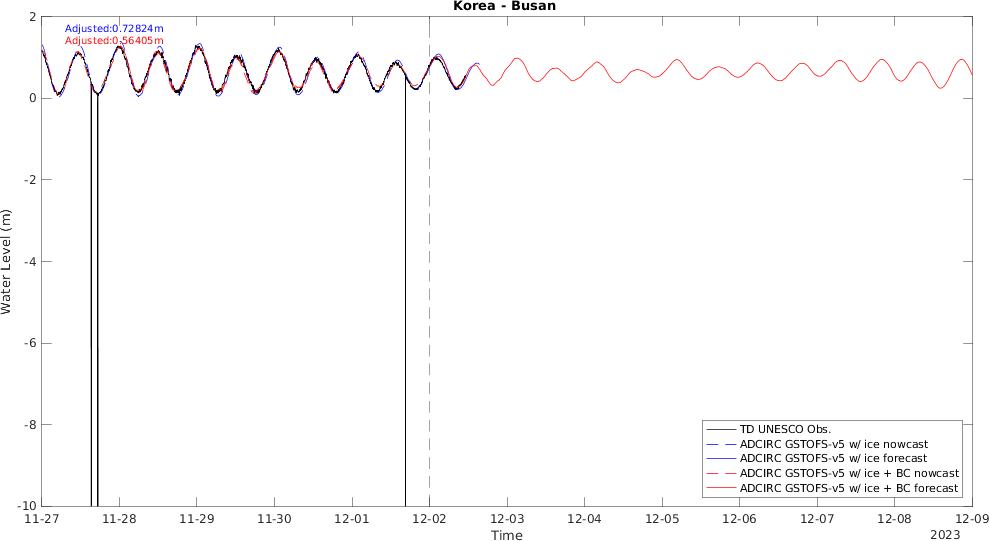 Korea - Busan
Adjusted:0.72824m
Adjusted:0.56405m
Water Level (m)
2
0
-2
-4
-6
-8
-10
TD UNESCO Obs.
ADCIRC GSTOFS-v5 w/ ice nowcast
ADCIRC GSTOFS-v5 w/ ice forecast
ADCIRC GSTOFS-v5 w/ ice + BC nowcast
ADCIRC GSTOFS-v5 w/ ice + BC forecast
11-27 11-28 11-29 11-30 12-01 12-02 12-03 12-04 12-05 12-06 12-07 12-08 12-09
Time
2023